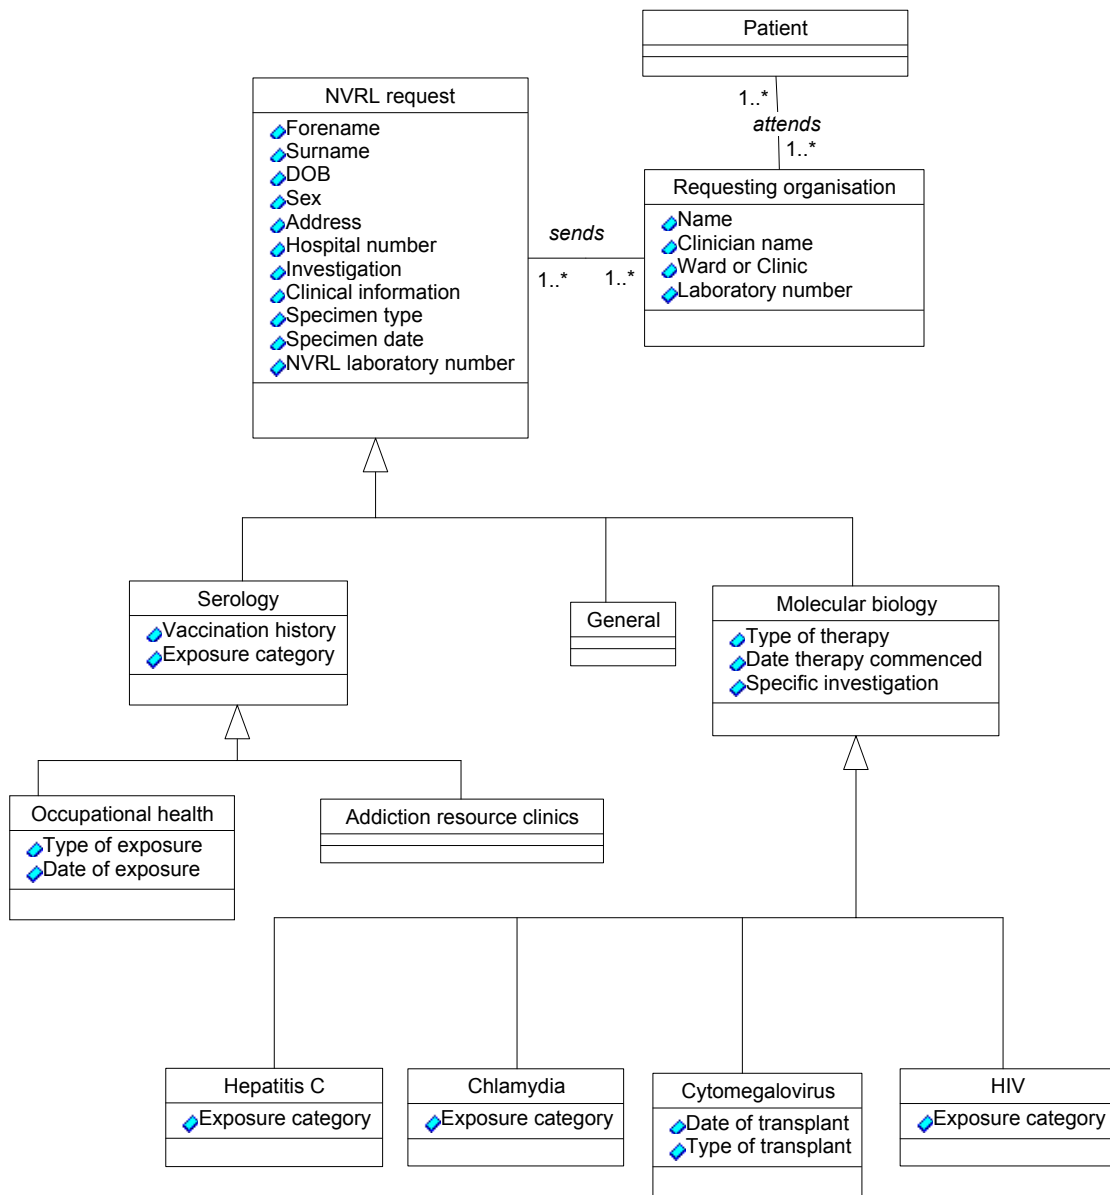 Patient
1..*
attends
1..*
NVRL request
Forename
Surname
DOB
Sex
Address
Hospital number
Investigation
Clinical information
Specimen type
Specimen date
NVRL laboratory number
sends
1..*
1..*
Requesting organisation
Name
Clinician name
Ward or Clinic
Laboratory number
Serology
Vaccination history
Exposure category
General
Molecular biology
Type of therapy
Date therapy commenced
Specific investigation
Occupational health
Type of exposure
Date of exposure
Addiction resource clinics
Hepatitis C
Exposure category
Chlamydia
Exposure category
Cytomegalovirus
Date of transplant
Type of transplant
HIV
Exposure category